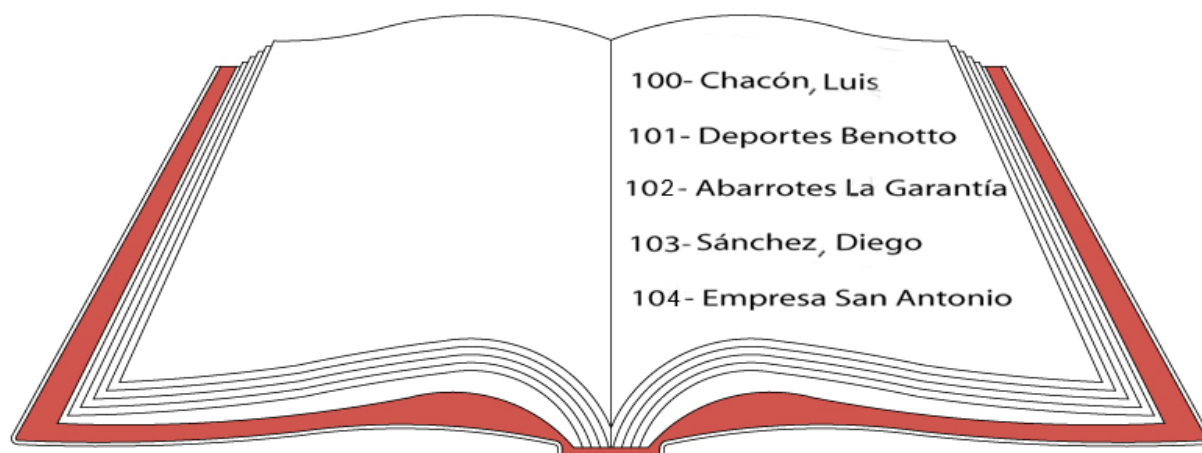 100- Chacón, Luis
101- Deportes Benotto
102- Abarrotes La Garantía
103- Sánchez, Diego
104- Empresa San Antonio